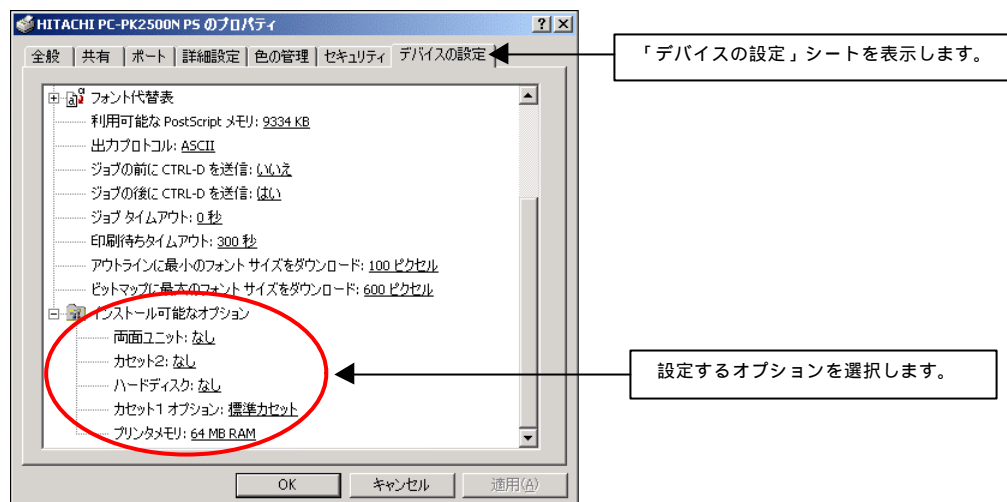 HITACHI PC-PK2500N PS のプロパティ
全般 共有 ポート 詳細設定 色の管理 セキュリティ デバイスの設定
「デバイスの設定」シートを表示します。
フォント代替表
利用可能な PostScript メモリ: 9334 KB
出力プロトコル: ASCII
ジョブの前に CTRL-D を送信: いいえ
ジョブの後に CTRL-D を送信: はい
ジョブ タイムアウト: 0 秒
印刷待ちタイムアウト: 300 秒
アウトラインに最小のフォント サイズをダウンロード: 100 ピクセル
ビットマップに最大のフォント サイズをダウンロード: 600 ピクセル
インストール可能なオプション
両面ユニット: なし
カセット2: なし
設定するオプションを選択します。
ハードディスク: なし
カセット1 オプション: 標準カセット
プリンタメモリ: 64 MB RAM
OK キャンセル 適用(A)